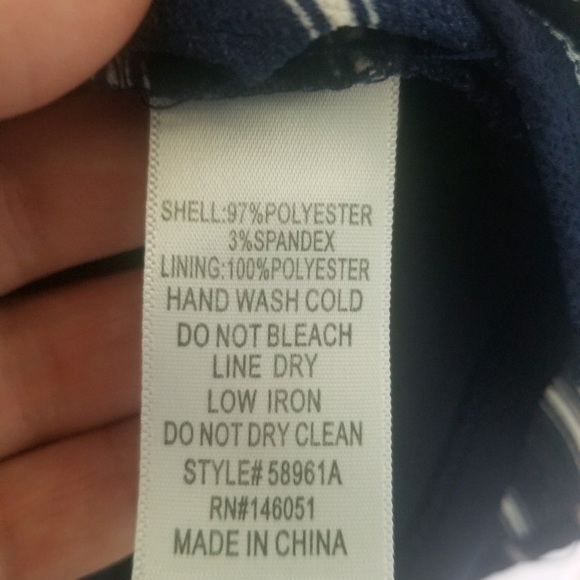 SHELL:97%POLYESTER
3%SPANDEX
LINING:100%POLYESTER
HAND WASH COLD
DO NOT BLEACH
LINE DRY
LOW IRON
DO NOT DRY CLEAN
STYLE# 58961A
RN#146051
MADE IN CHINA